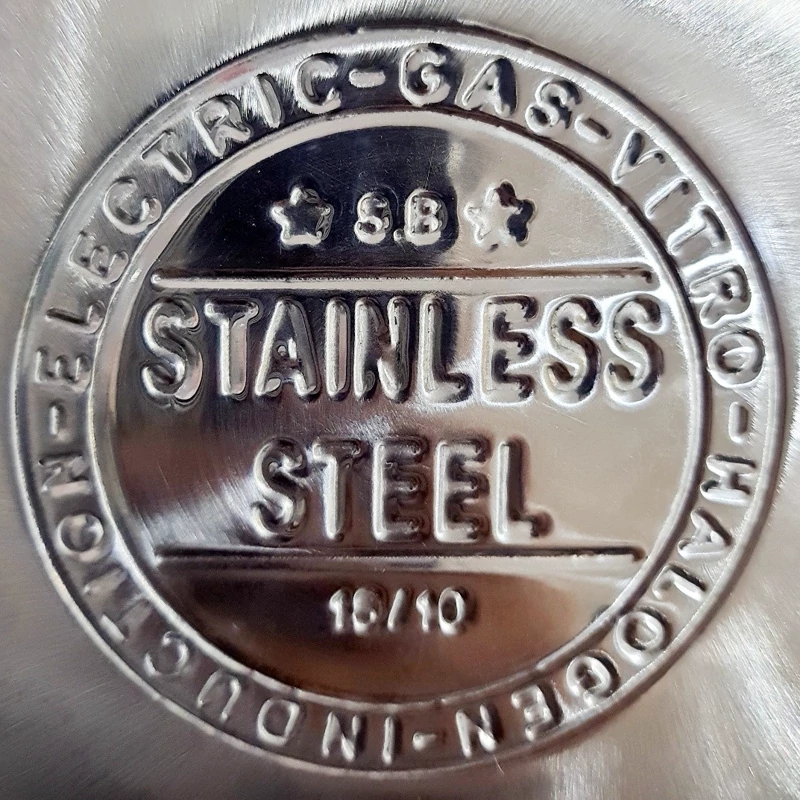 ELECTRIC-GAS-VITRO-HALOGEN-INDUCTION-
S.B
STAINLESS
STEEL
18/10